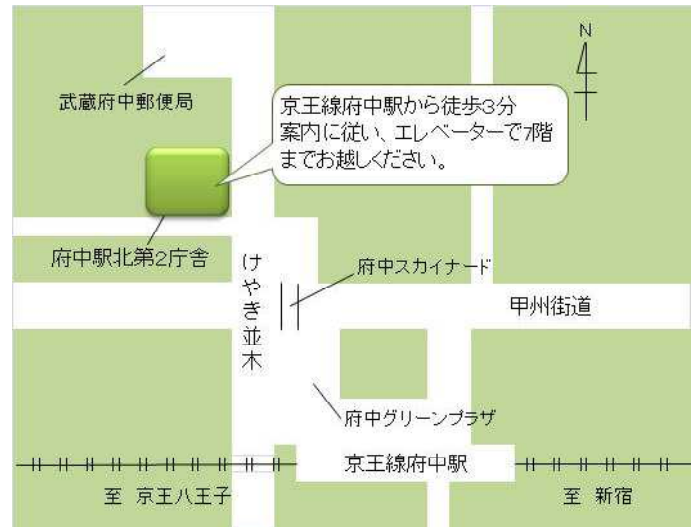 N
武蔵府中郵便局
京王線府中駅から徒歩3分
案内に従い、エレベーターで7階
までお越しください。
府中駅北第2庁舎
けやき並木
府中スカイナード
甲州街道
府中グリーンプラザ
京王線府中駅
至 京王八王子
至 新宿